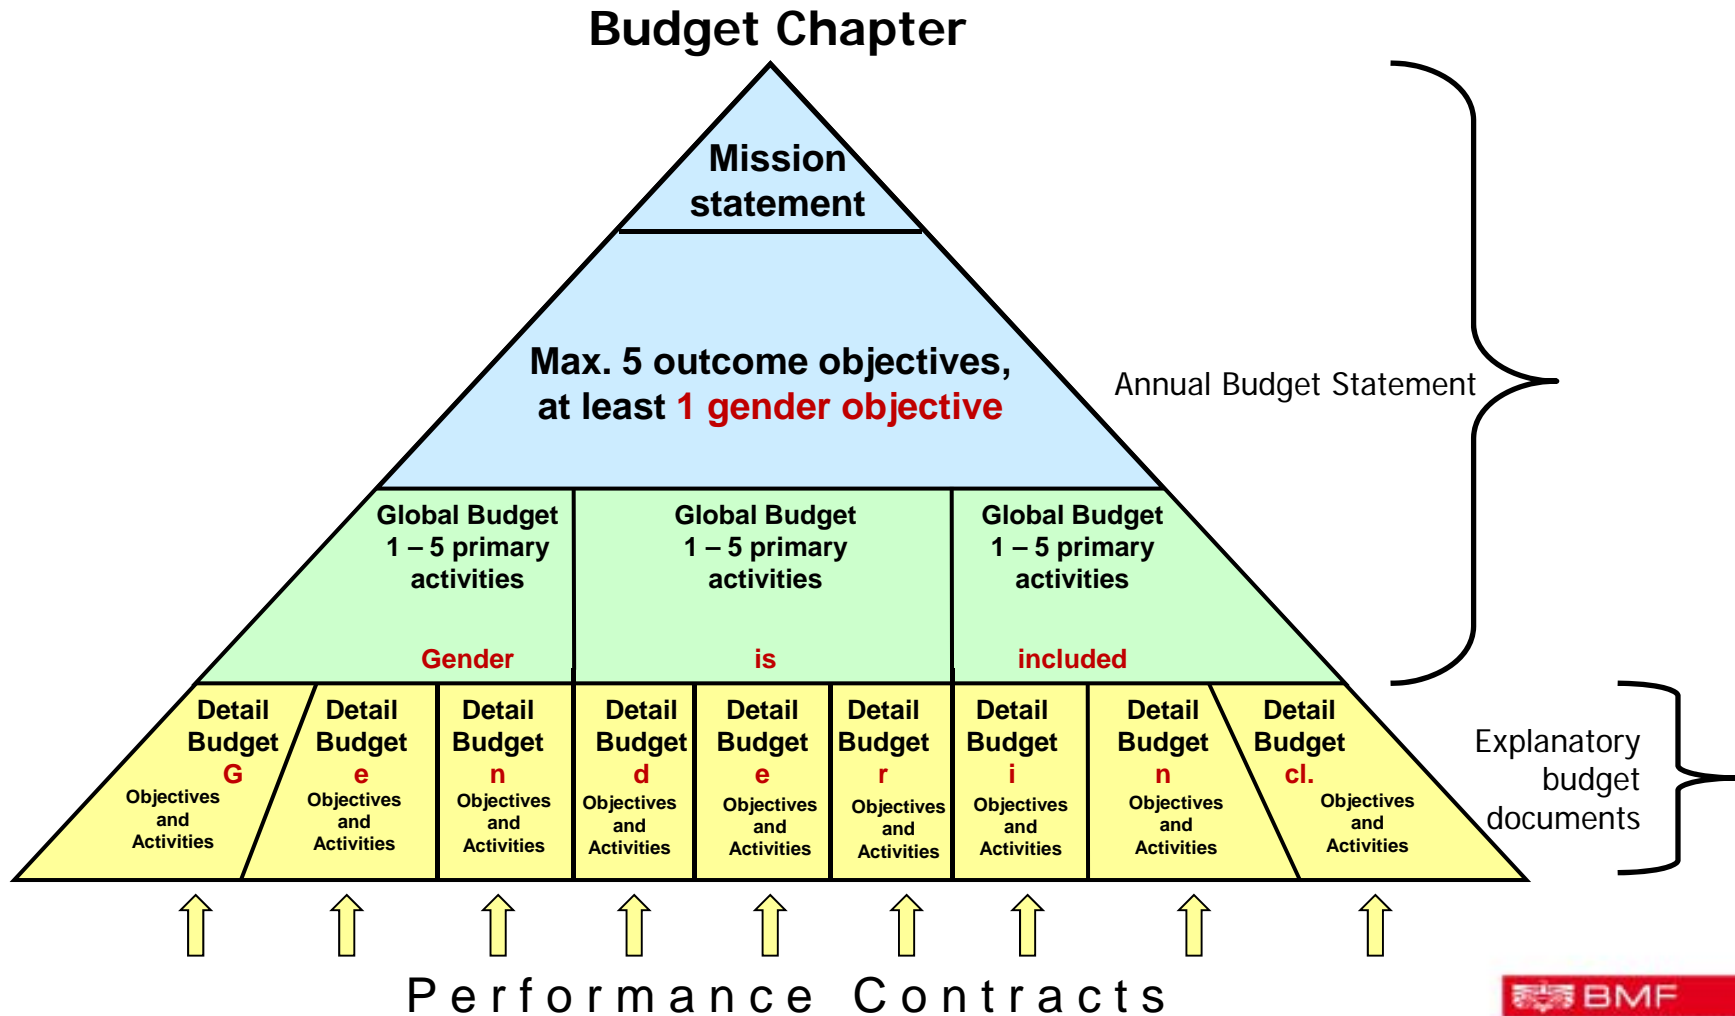 Budget Chapter
Mission
statement
Max. 5 outcome objectives,
at least 1 gender objective
Annual Budget Statement
Global Budget
1 – 5 primary
activities
Gender
Global Budget
1 – 5 primary
activities
is
Global Budget
1 – 5 primary
activities
included
Detail
Budget
G
Objectives
and
Activities
Detail
Budget
e
Objectives
and
Activities
Detail
Budget
n
Objectives
and
Activities
Detail
Budget
d
Objectives
and
Activities
Detail
Budget
e
Objectives
and
Activities
Detail
Budget
r
Objectives
and
Activities
Detail
Budget
i
Objectives
and
Activities
Detail
Budget
n
Objectives
and
Activities
Detail
Budget
cl.
Objectives
and
Activities
Explanatory
budget
documents
Performance Contracts
BMF